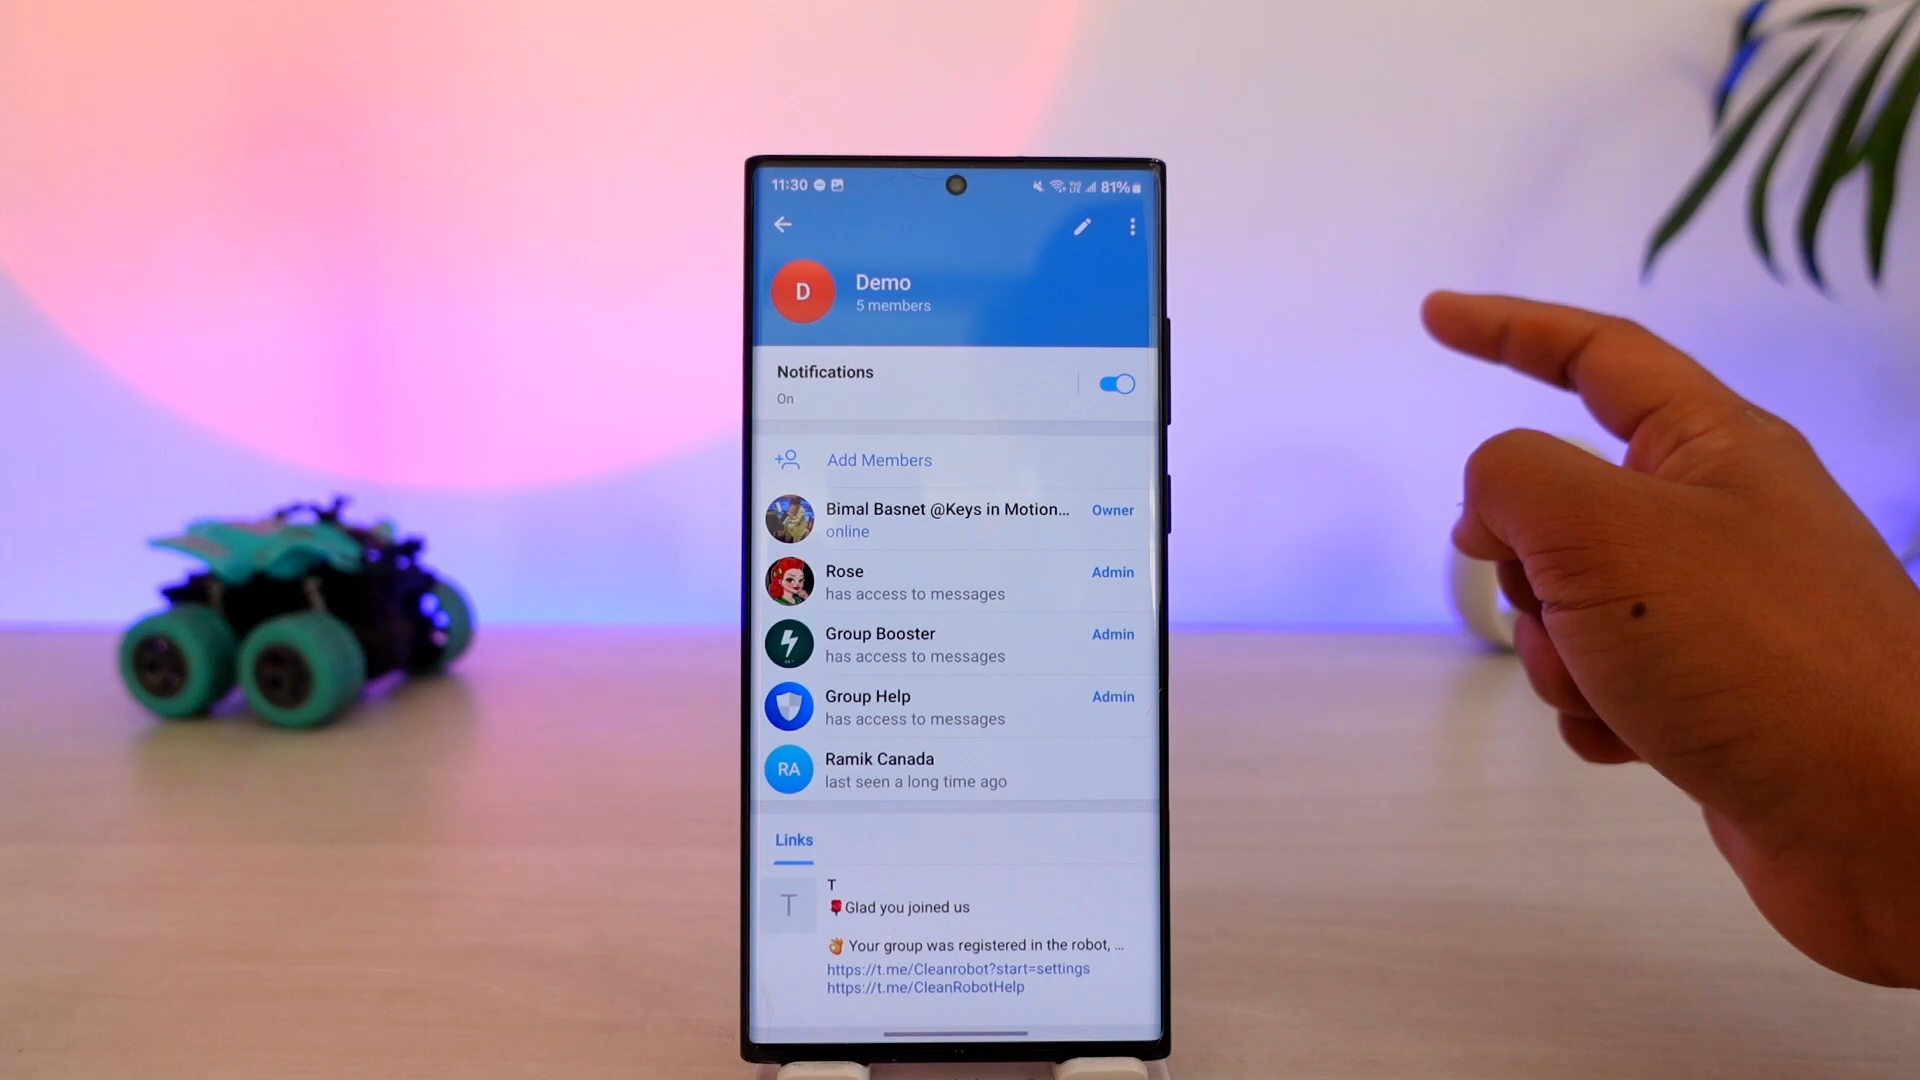 11:30
81%
D
Demo
5 members
Notifications
On
Add Members
Bimal Basnet @Keys in Motion...
Owner
online
Rose
Admin
has access to messages
Group Booster
Admin
has access to messages
Group Help
Admin
has access to messages
RA
Ramik Canada
last seen a long time ago
Links
T
T
🌹Glad you joined us
👌 Your group was registered in the robot, ...
https://t.me/Cleanrobot?start=settings
https://t.me/CleanRobotHelp